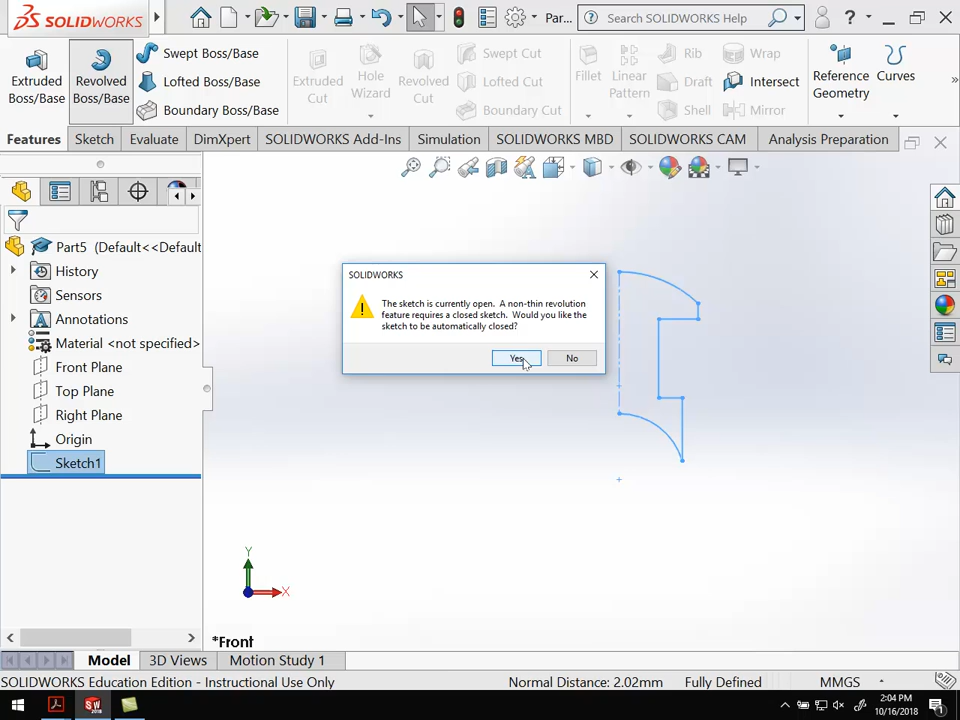 SOLIDWORKS
Par...
Search SOLIDWORKS Help
Extruded Boss/Base
Revolved Boss/Base
Swept Boss/Base
Lofted Boss/Base
Boundary Boss/Base
Extruded Cut
Hole Wizard
Revolved Cut
Swept Cut
Lofted Cut
Boundary Cut
Fillet
Linear Pattern
Rib
Draft
Shell
Wrap
Intersect
Mirror
Reference Geometry
Curves
Features
Sketch
Evaluate
DimXpert
SOLIDWORKS Add-Ins
Simulation
SOLIDWORKS MBD
SOLIDWORKS CAM
Analysis Preparation
Part5 (Default<<Default
History
Sensors
Annotations
Material <not specified>
Front Plane
Top Plane
Right Plane
Origin
Sketch1
SOLIDWORKS
The sketch is currently open. A non-thin revolution
feature requires a closed sketch. Would you like the
sketch to be automatically closed?
Yes
No
Y
X
*Front
Model
3D Views
Motion Study 1
SOLIDWORKS Education Edition - Instructional Use Only
Normal Distance: 2.02mm
Fully Defined
MMGS
2:04 PM
10/16/2018